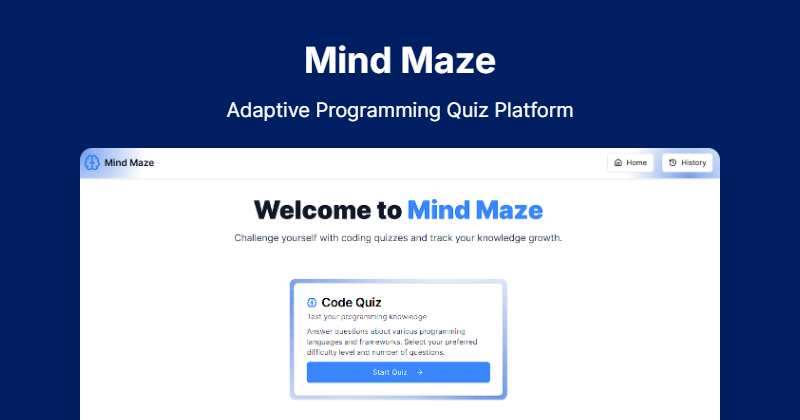 Mind Maze
Adaptive Programming Quiz Platform
Mind Maze
Home
History
Welcome to Mind Maze
Challenge yourself with coding quizzes and track your knowledge growth.
Code Quiz
Test your programming knowledge
Answer questions about various programming
languages and frameworks. Select your preferred
difficulty level and number of questions.
Start Quiz →